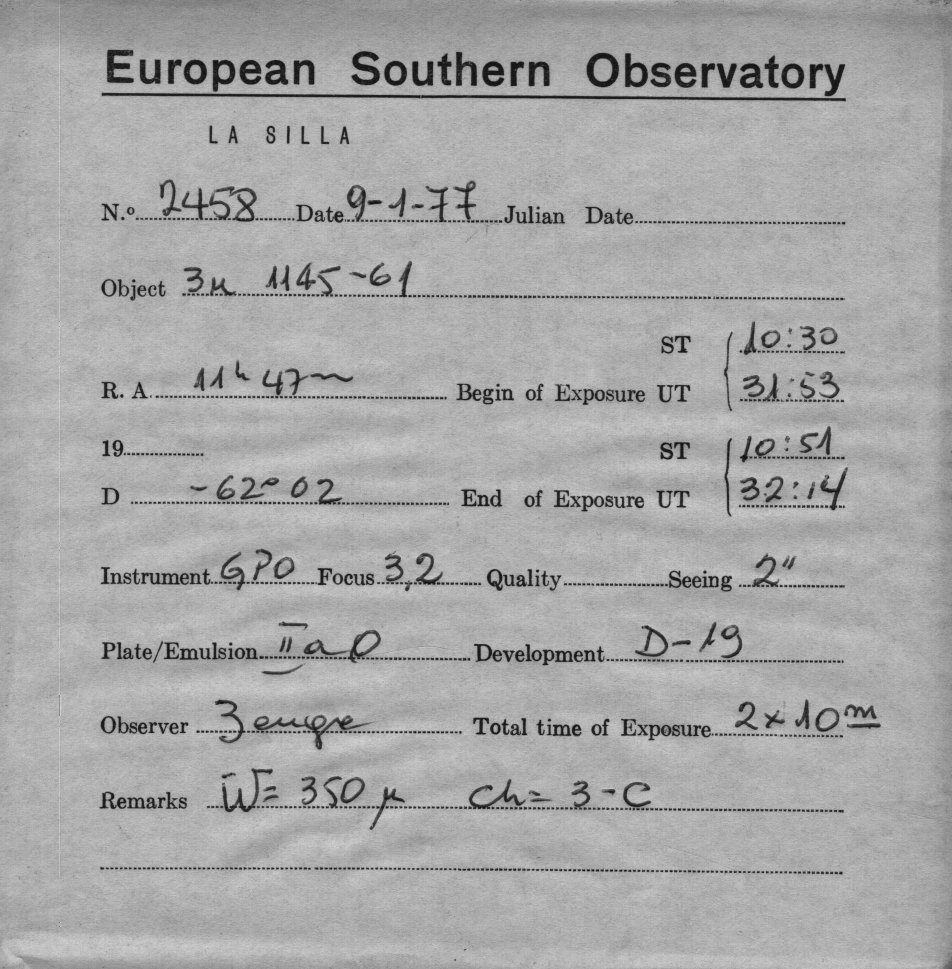 European Southern Observatory
LA SILLA
N.º 2458 Date 9-1-77 Julian Date
Object 3u 1145-61
ST 10:30
R. A. 11h 47m Begin of Exposure UT 31:53
19 ST 10:51
D -62° 02 End of Exposure UT 32:14
Instrument GPO Focus 3,2 Quality Seeing 2"
Plate/Emulsion IIaO Development D-19
Observer Total time of Exposure 2x10m
Remarks W= 350 µ Ch= 3-C